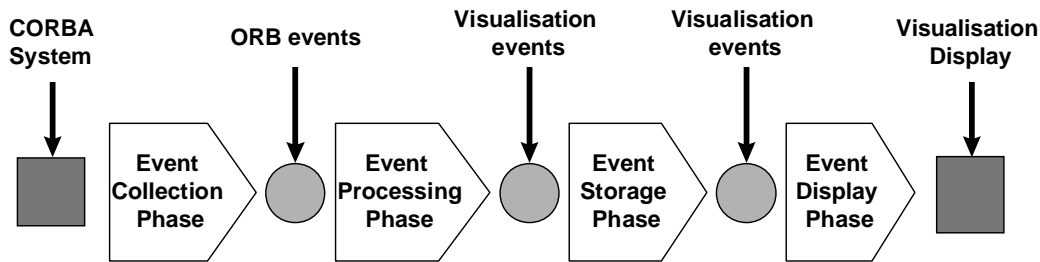 CORBA
System
ORB events
Visualisation
events
Visualisation
events
Visualisation
Display
Event
Collection
Phase
Event
Processing
Phase
Event
Storage
Phase
Event
Display
Phase